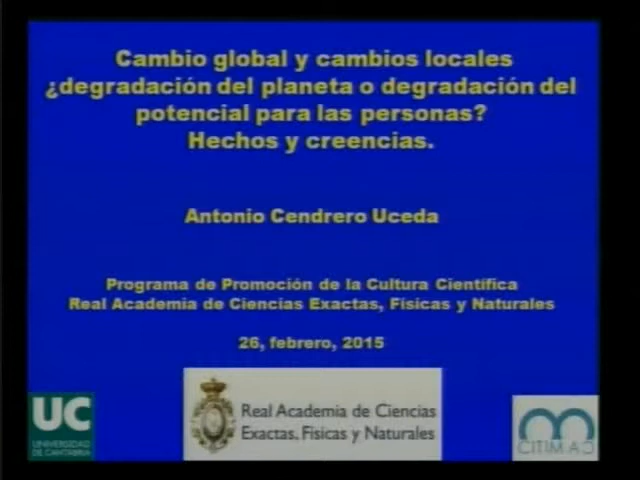 Cambio global y cambios locales
¿degradación del planeta o degradación del
potencial para las personas?
Hechos y creencias.
Antonio Cendrero Uceda
Programa de Promoción de la Cultura Científica
Real Academia de Ciencias Exactas, Físicas y Naturales
26, febrero, 2015
UC
UNIVERSIDAD
DE CANTABRIA
Real Academia de Ciencias
Exactas, Físicas y Naturales
CITIMAC